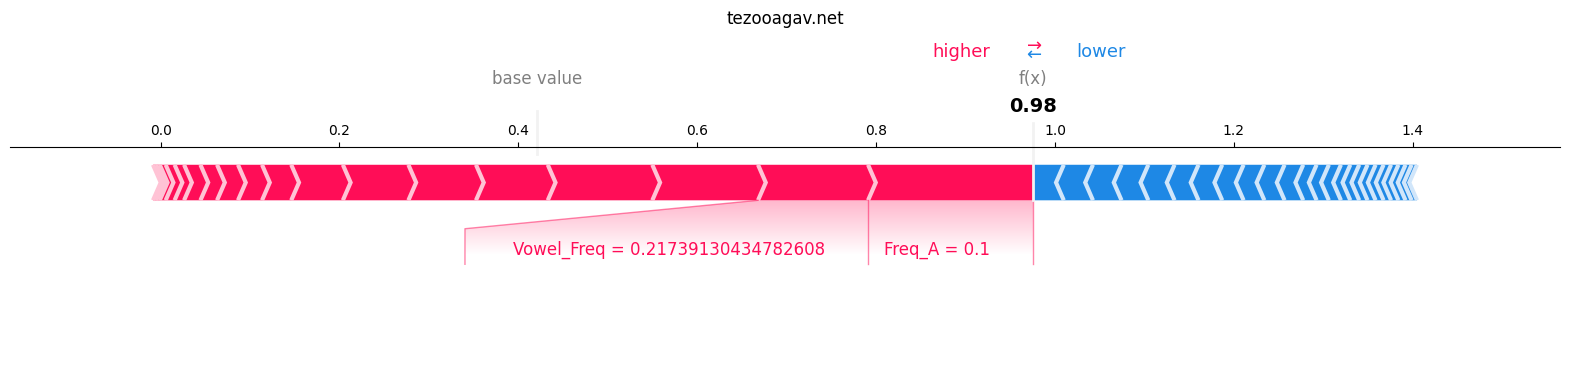 tezooagav.net
higher ⇄ lower
base value f(x)
0.98
0.0 0.2 0.4 0.6 0.8 1.0 1.2 1.4
Vowel_Freq = 0.21739130434782608 Freq_A = 0.1